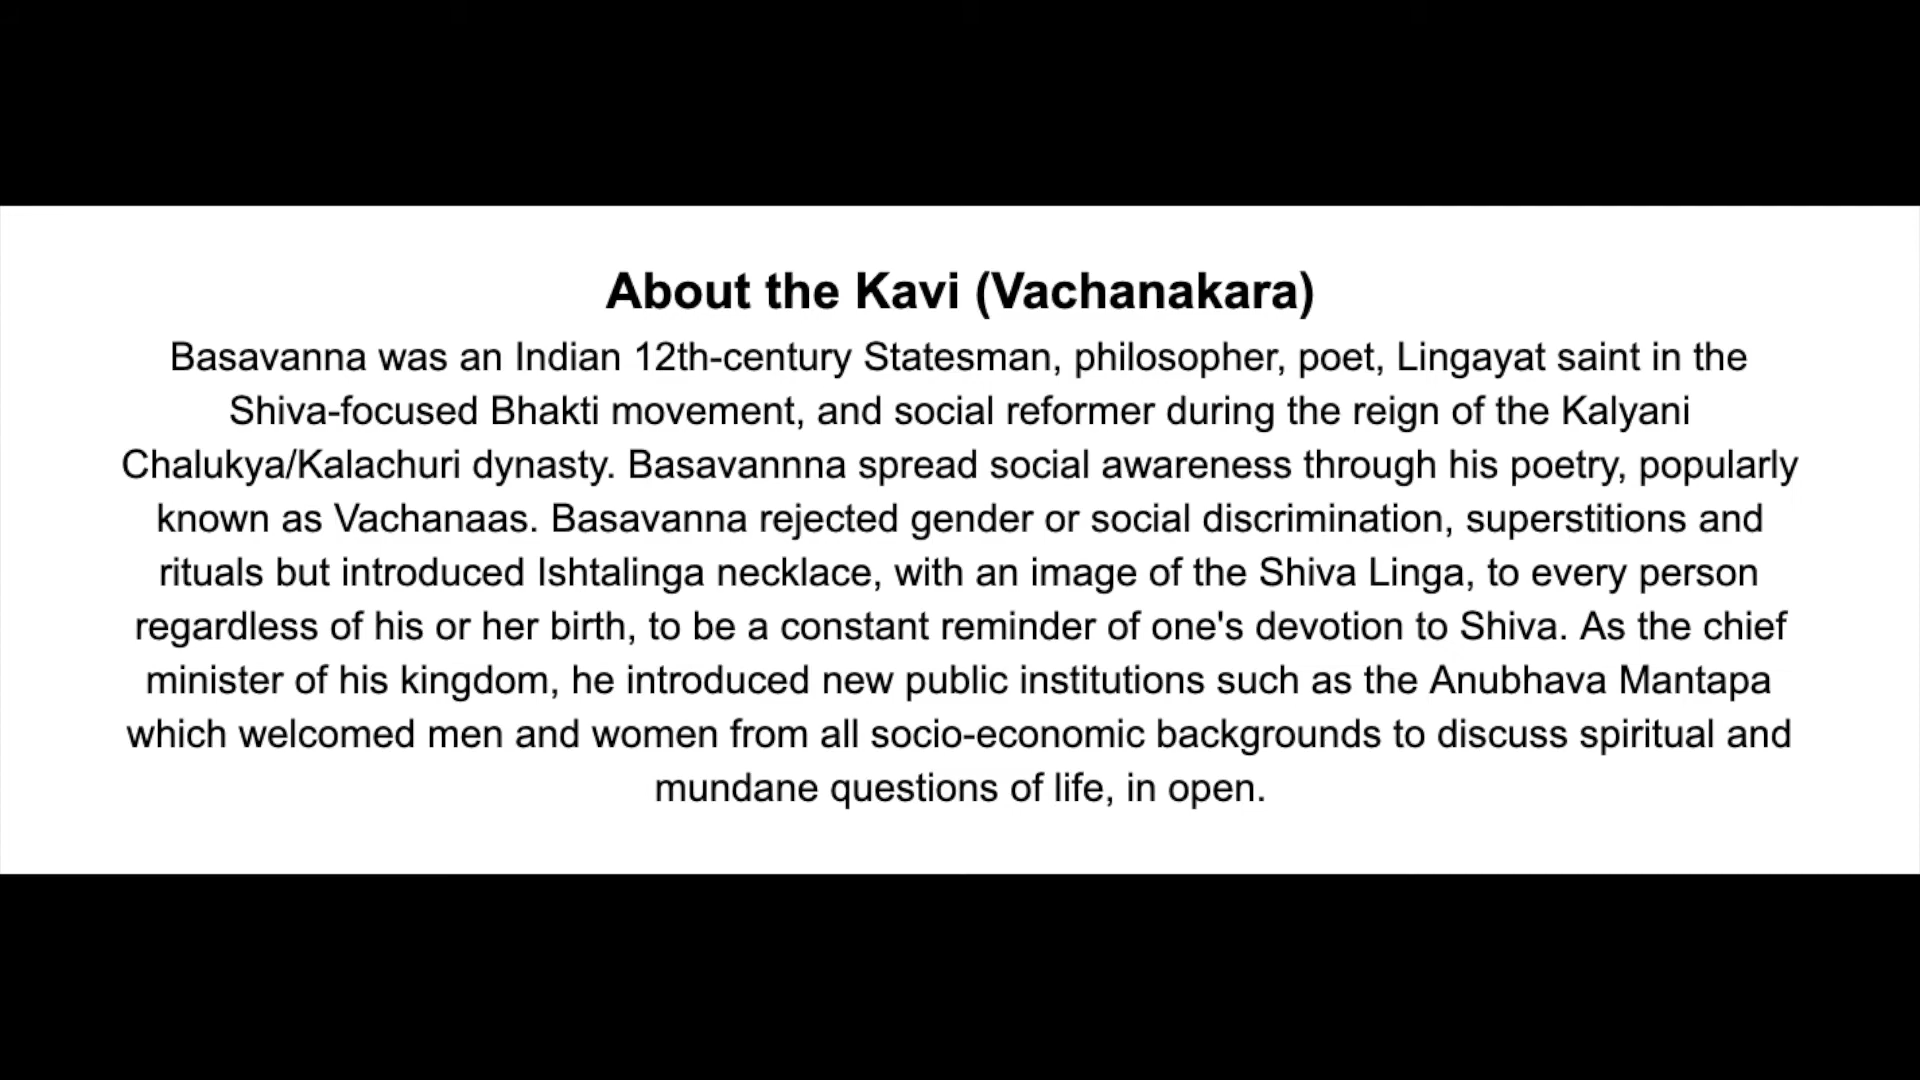 About the Kavi (Vachanakara)
Basavanna was an Indian 12th-century Statesman, philosopher, poet, Lingayat saint in the
Shiva-focused Bhakti movement, and social reformer during the reign of the Kalyani
Chalukya/Kalachuri dynasty. Basavannna spread social awareness through his poetry, popularly
known as Vachanaas. Basavanna rejected gender or social discrimination, superstitions and
rituals but introduced Ishtalinga necklace, with an image of the Shiva Linga, to every person
regardless of his or her birth, to be a constant reminder of one's devotion to Shiva. As the chief
minister of his kingdom, he introduced new public institutions such as the Anubhava Mantapa
which welcomed men and women from all socio-economic backgrounds to discuss spiritual and
mundane questions of life, in open.